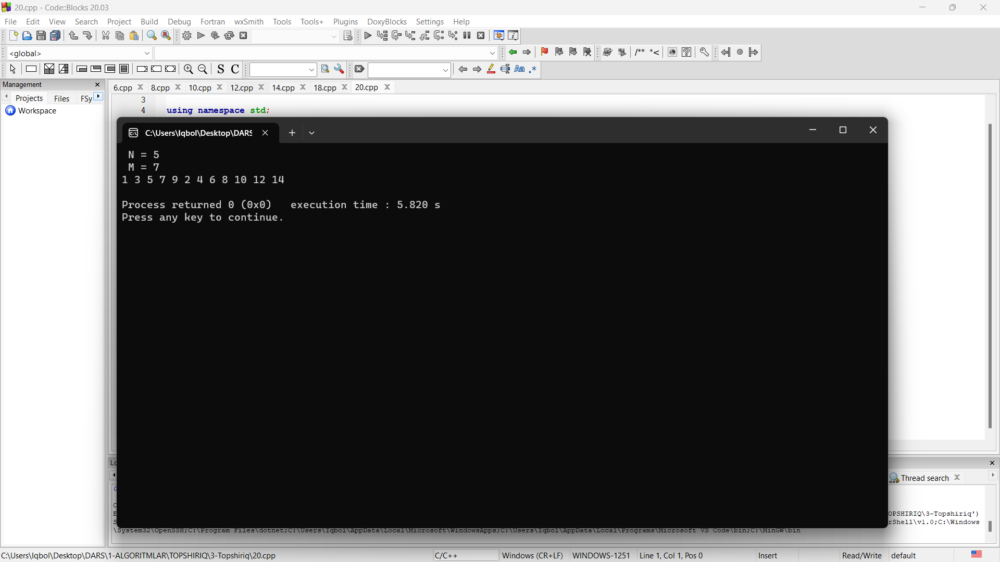 20.cpp - Code::Blocks 20.03
File Edit View Search Project Build Debug Fortran wxSmith Tools Tools+ Plugins DoxyBlocks Settings Help
<global>
/** *<
S C
Aa .*
Management
Projects Files FSy
Workspace
6.cpp 8.cpp 10.cpp 12.cpp 14.cpp 18.cpp 20.cpp
3
4 using namespace std;
C:\Users\Iqbol\Desktop\DARS
N = 5
M = 7
1 3 5 7 9 2 4 6 8 10 12 14
Process returned 0 (0x0) execution time : 5.820 s
Press any key to continue.
Thread search
OPSHIRIQ\3-Topshiriq')
rShell\v1.0;C:\Windows
\System32\OpenSSH;C:\Program Files\dotnet;C:\Users\Iqbol\AppData\Local\Microsoft\WindowsApps;C:\Users\Iqbol\AppData\Local\Programs\Microsoft VS Code\bin;C:\MinGW\bin
C:\Users\Iqbol\Desktop\DARS\1-ALGORITMLAR\TOPSHIRIQ\3-Topshiriq\20.cpp C/C++ Windows (CR+LF) WINDOWS-1251 Line 1, Col 1, Pos 0 Insert Read/Write default